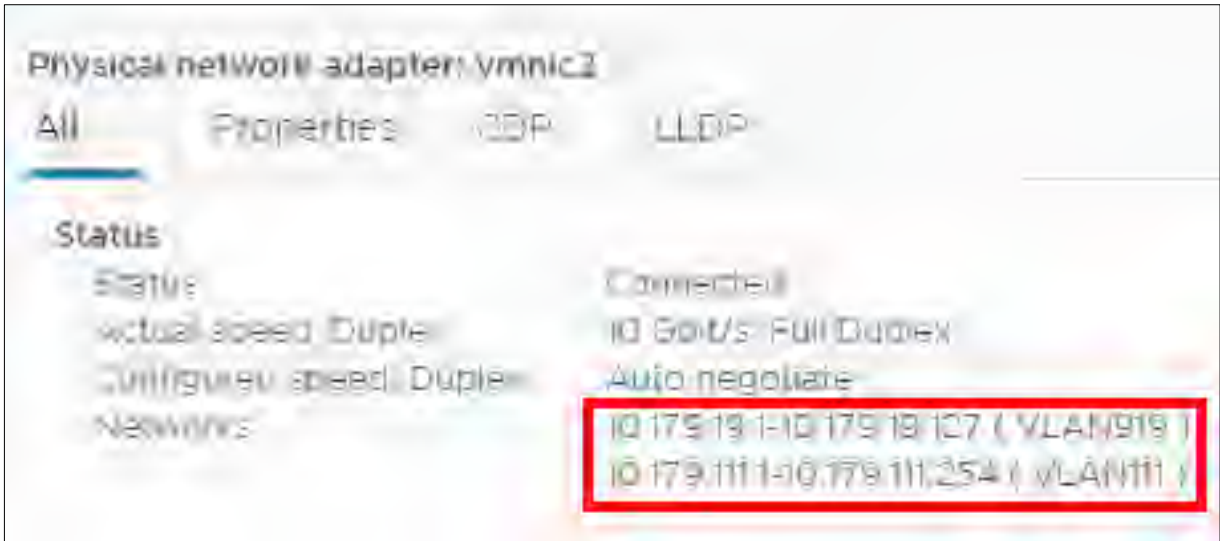 Physical network adapter: vmnic2
All Properties CDP LLDP
Status
Status Connected
Actual speed, Duplex 10 Gbit/s, Full Duplex
Configured speed, Duplex Auto negotiate
Networks 10.179.19.1-10.179.19.127 ( VLAN919 )
10.179.111.1-10.179.111.254 ( VLAN111 )